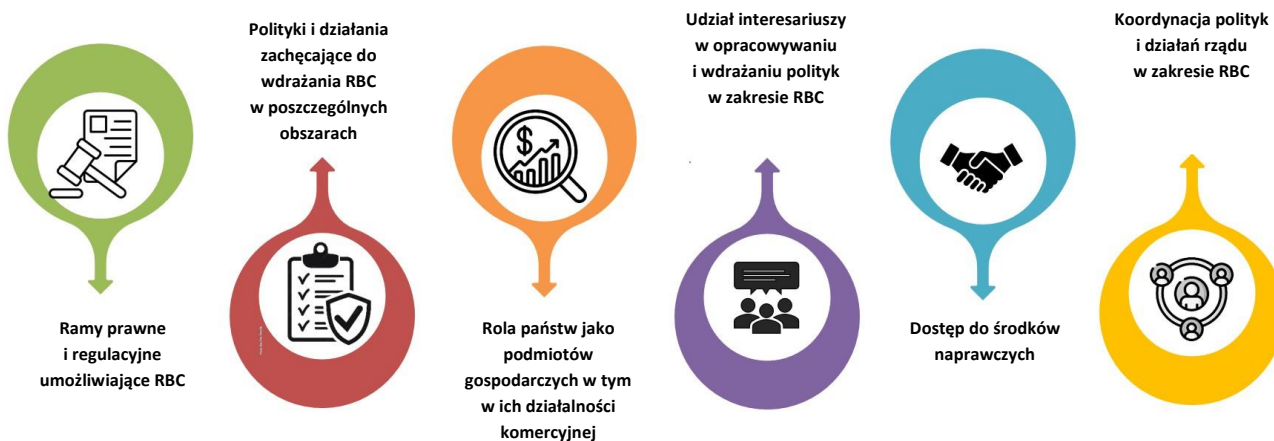 Ramy prawne
i regulacyjne
umożliwiające RBC
Polityki i działania
zachęcające do
wdrażania RBC
w poszczególnych
obszarach
Rola państw jako
podmiotów
gospodarczych w tym
w ich działalności
komercyjnej
Udział interesariuszy
w opracowywaniu
i wdrażaniu polityk
w zakresie RBC
Dostęp do środków
naprawczych
Koordynacja polityk
i działań rządu
w zakresie RBC